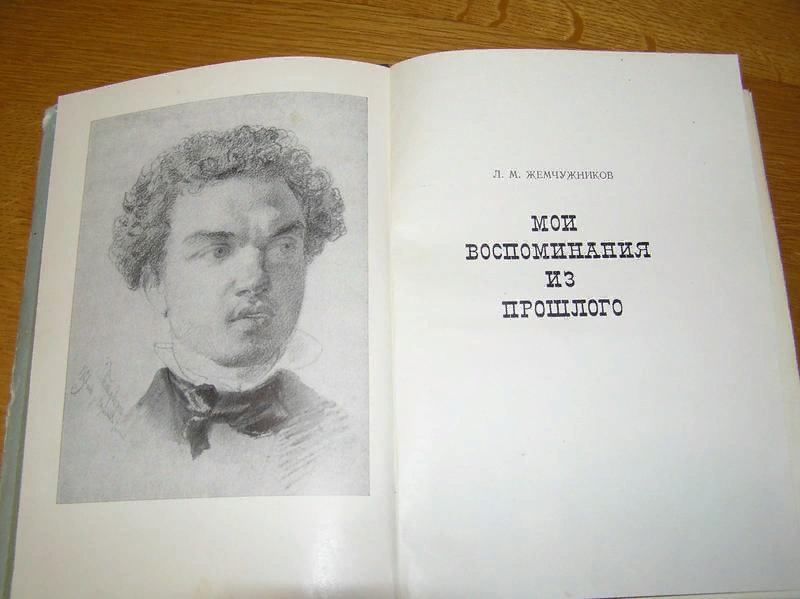 Л. М. ЖЕМЧУЖНИКОВ
МОИ
ВОСПОМИНАНИЯ
ИЗ
ПРОШЛОГО